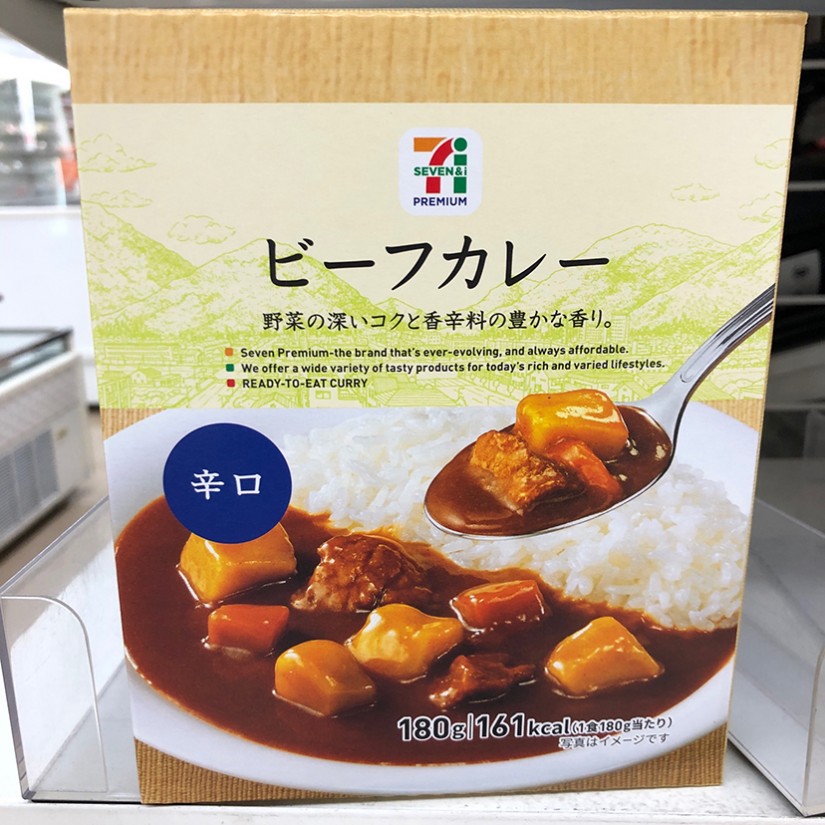 SEVEN&i
PREMIUM
ビーフカレー
野菜の深いコクと香辛料の豊かな香り。
Seven Premium-the brand that's ever-evolving, and always affordable.
We offer a wide variety of tasty products for today's rich and varied lifestyles.
READY-TO-EAT CURRY
辛口
180g|161kcal(1食180g当たり)
写真はイメージです